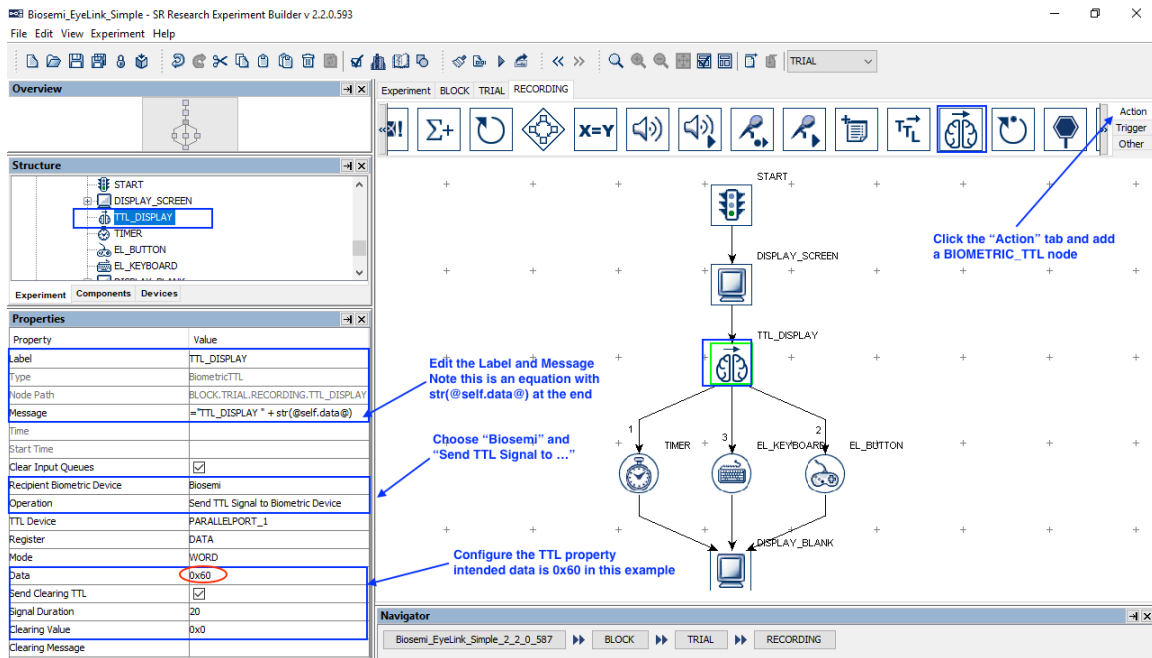 Biosemi_EyeLink_Simple - SR Research Experiment Builder v 2.2.0.593
File Edit View Experiment Help
TRIAL
Overview
Experiment BLOCK TRIAL RECORDING
X=Y
TTL
Action
Trigger
Other
Structure
START
DISPLAY_SCREEN
TTL_DISPLAY
TIMER
EL_BUTTON
EL_KEYBOARD
DISPLAY_BLANK
Experiment Components Devices
Properties
Property Value
Label TTL_DISPLAY
Type BiometricTTL
Node Path BLOCK.TRIAL.RECORDING.TTL_DISPLAY
Message ="TTL_DISPLAY " + str(@self.data@)
Time
Start Time
Clear Input Queues
Recipient Biometric Device Biosemi
Operation Send TTL Signal to Biometric Device
TTL Device PARALLELPORT_1
Register DATA
Mode WORD
Data 0x60
Send Clearing TTL
Signal Duration 20
Clearing Value 0x0
Clearing Message
START
DISPLAY_SCREEN
TTL_DISPLAY
1
3
2
TIMER
EL_KEYBOARD
EL_BUTTON
DISPLAY_BLANK
Click the “Action” tab and add
a BIOMETRIC_TTL node
Edit the Label and Message
Note this is an equation with
str(@self.data@) at the end
Choose “Biosemi” and
“Send TTL Signal to ...”
Configure the TTL property
intended data is 0x60 in this example
Navigator
Biosemi_EyeLink_Simple_2_2_0_587 BLOCK TRIAL RECORDING